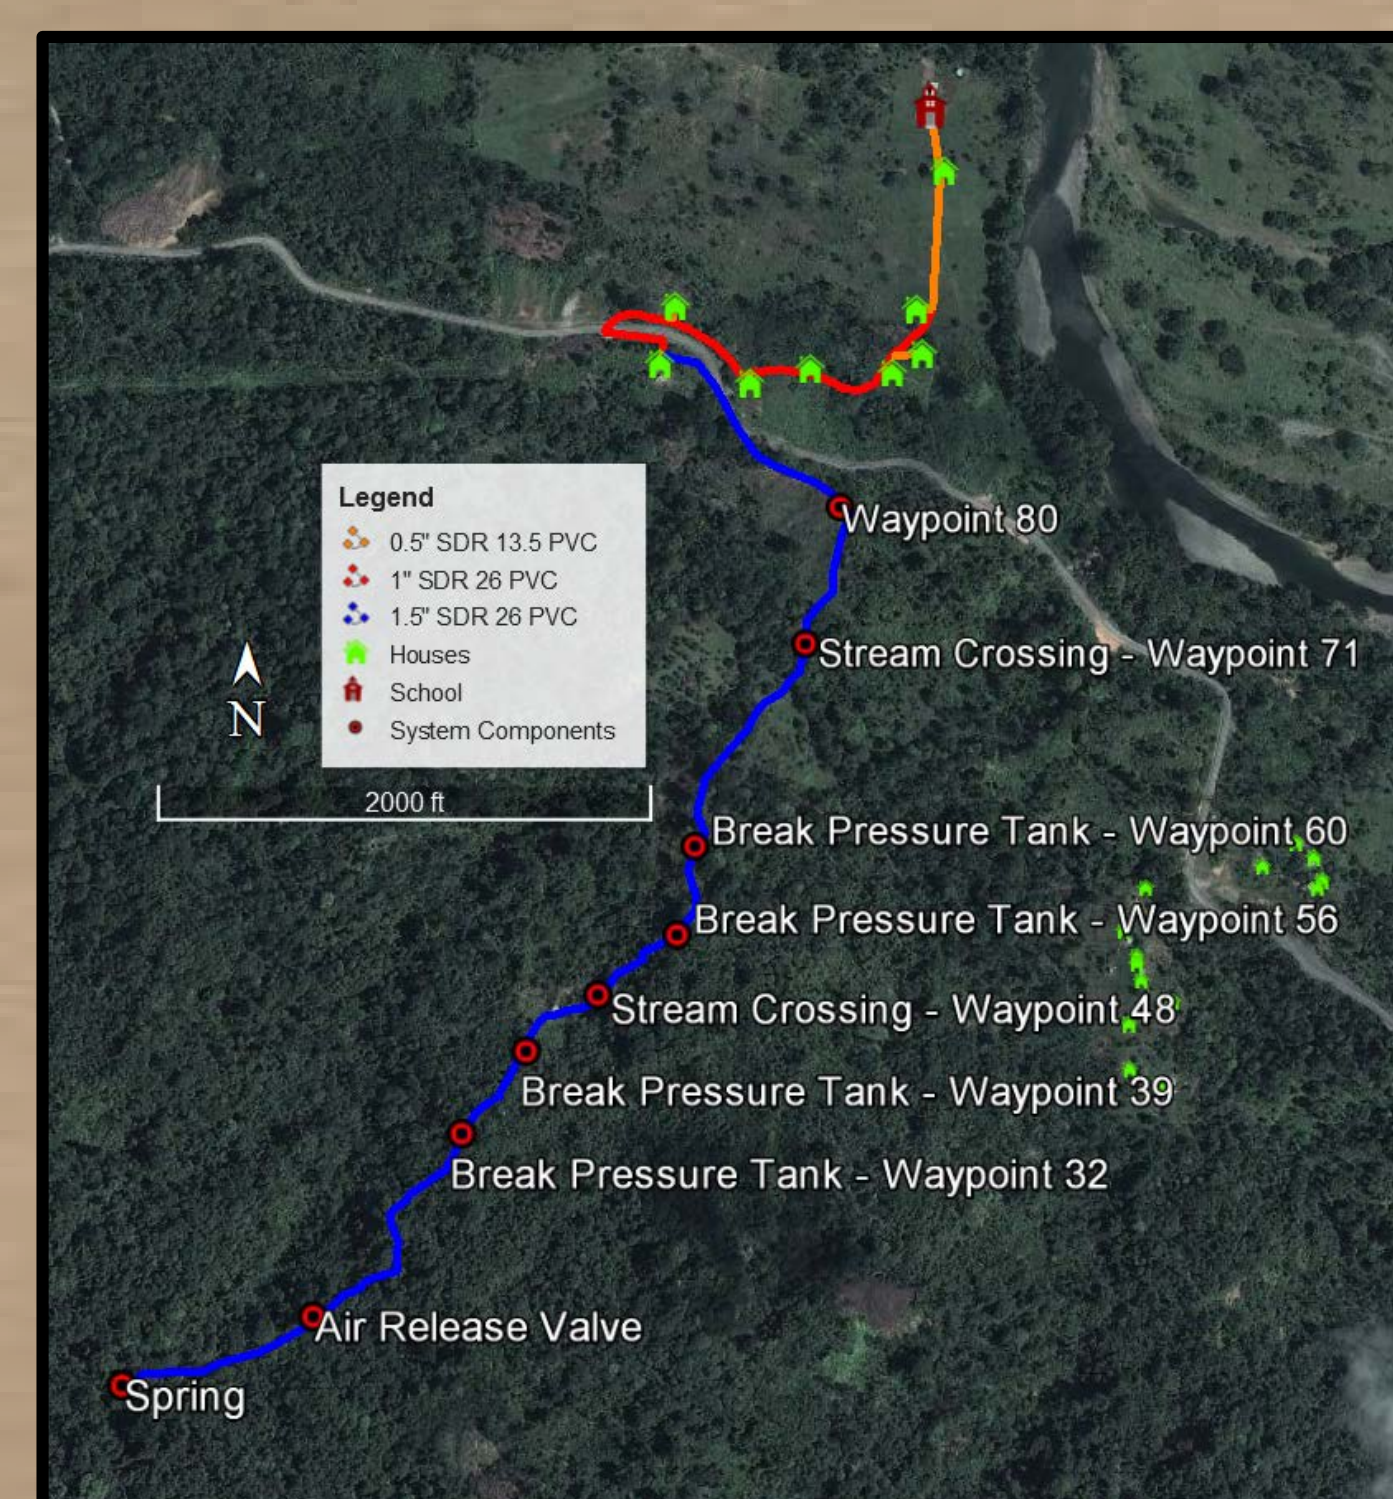 Legend
0.5" SDR 13.5 PVC
1" SDR 26 PVC
1.5" SDR 26 PVC
Houses
School
System Components
N
2000 ft
Waypoint 80
Stream Crossing - Waypoint 71
Break Pressure Tank - Waypoint 60
Break Pressure Tank - Waypoint 56
Stream Crossing - Waypoint 48
Break Pressure Tank - Waypoint 39
Break Pressure Tank - Waypoint 32
Air Release Valve
Spring